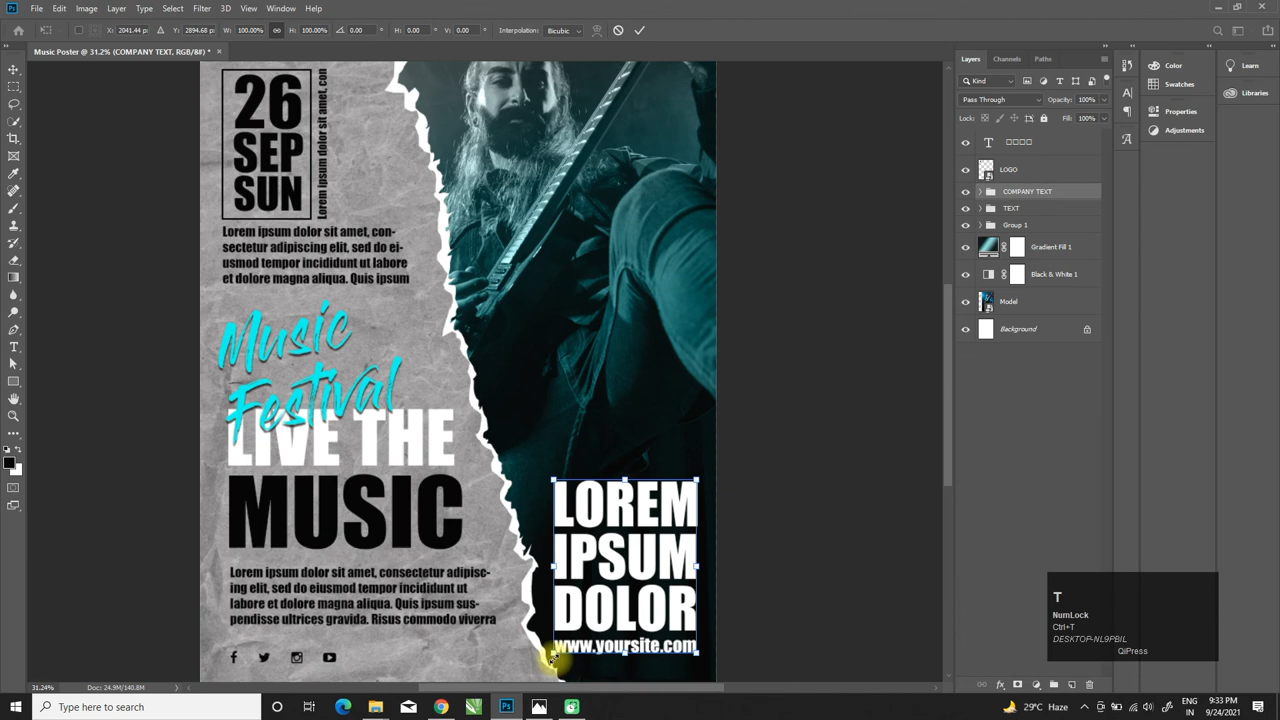 Ps File Edit Image Layer Type Select Filter 3D View Window Help
X: 2041.44 px Y: 2894.68 px W: 100.00% H: 100.00% 0.00 H: 0.00 V: 0.00 Interpolation: Bicubic
Music Poster @ 31.2% (COMPANY TEXT, RGB/8#) * ×
26
SEP
SUN
Lorem ipsum dolor sit amet, con
Lorem ipsum dolor sit amet, con-
sectetur adipiscing elit, sed do ei-
usmod tempor incididunt ut labore
et dolore magna aliqua. Quis ipsum
Music
Festival
LIVE THE
MUSIC
Lorem ipsum dolor sit amet, consectetur adipisc-
ing elit, sed do eiusmod tempor incididunt ut
labore et dolore magna aliqua. Quis ipsum sus-
pendisse ultrices gravida. Risus commodo viverra
LOREM
IPSUM
DOLOR
www.yoursite.com
Layers Channels Paths
Kind
Pass Through Opacity: 100%
Lock: Fill: 100%
LOGO
COMPANY TEXT
TEXT
Group 1
Gradient Fill 1
Black & White 1
Model
Background
Color
Swatches
Properties
Adjustments
Learn
Libraries
T
NumLock
Ctrl+T
DESKTOP-NL9PBIL
QiPress
31.24% Doc: 24.9M/140.8M
Type here to search
29°C Haze
ENG
IN
9:33 PM
9/24/2021